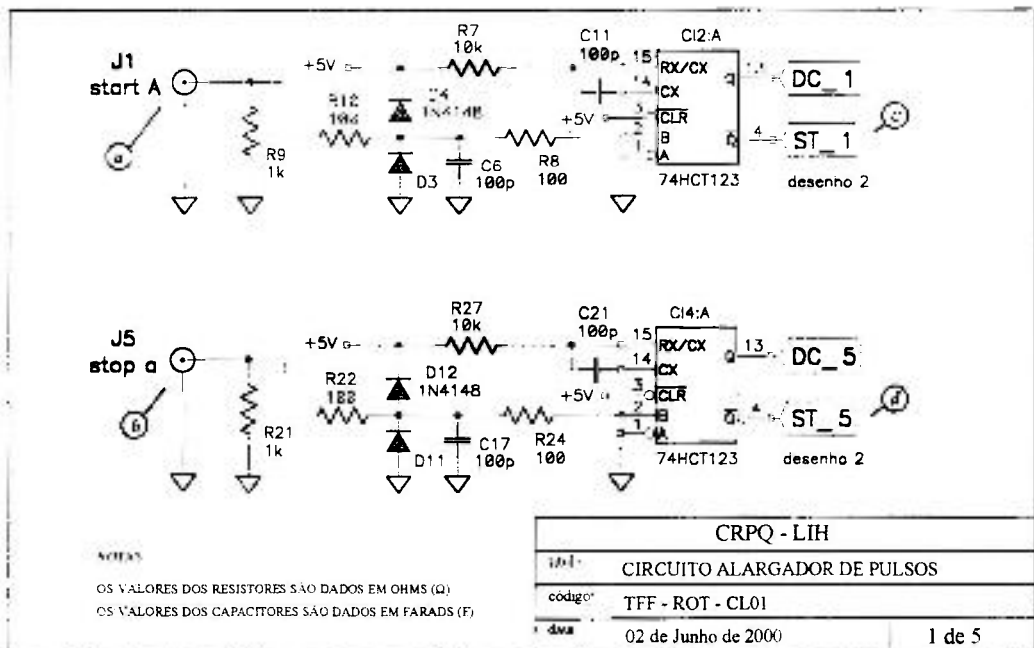 J1
start A
a
R9
1k
+5V
R7
10k
1N4148
D3
C6
100p
R8
100
C11
100p
+5V
CI2:A
15
RX/CX
14
CX
CLR
B
A
Q
4
74HCT123
DC_1
ST_1
c
desenho 2
J5
stop a
b
R21
1k
+5V
R27
10k
R22
D12
1N4148
D11
C17
100p
R24
100
C21
100p
+5V
CI4:A
15
RX/CX
14
CX
3
CLR
2
B
1
A
Q
13
Q
4
74HCT123
DC_5
ST_5
d
desenho 2
NOTAS
OS VALORES DOS RESISTORES SÃO DADOS EM OHMS (Ω)
OS VALORES DOS CAPACITORES SÃO DADOS EM FARADS (F)
CRPQ - LIH
CIRCUITO ALARGADOR DE PULSOS
código
TFF - ROT - CL01
data
02 de Junho de 2000
1 de 5